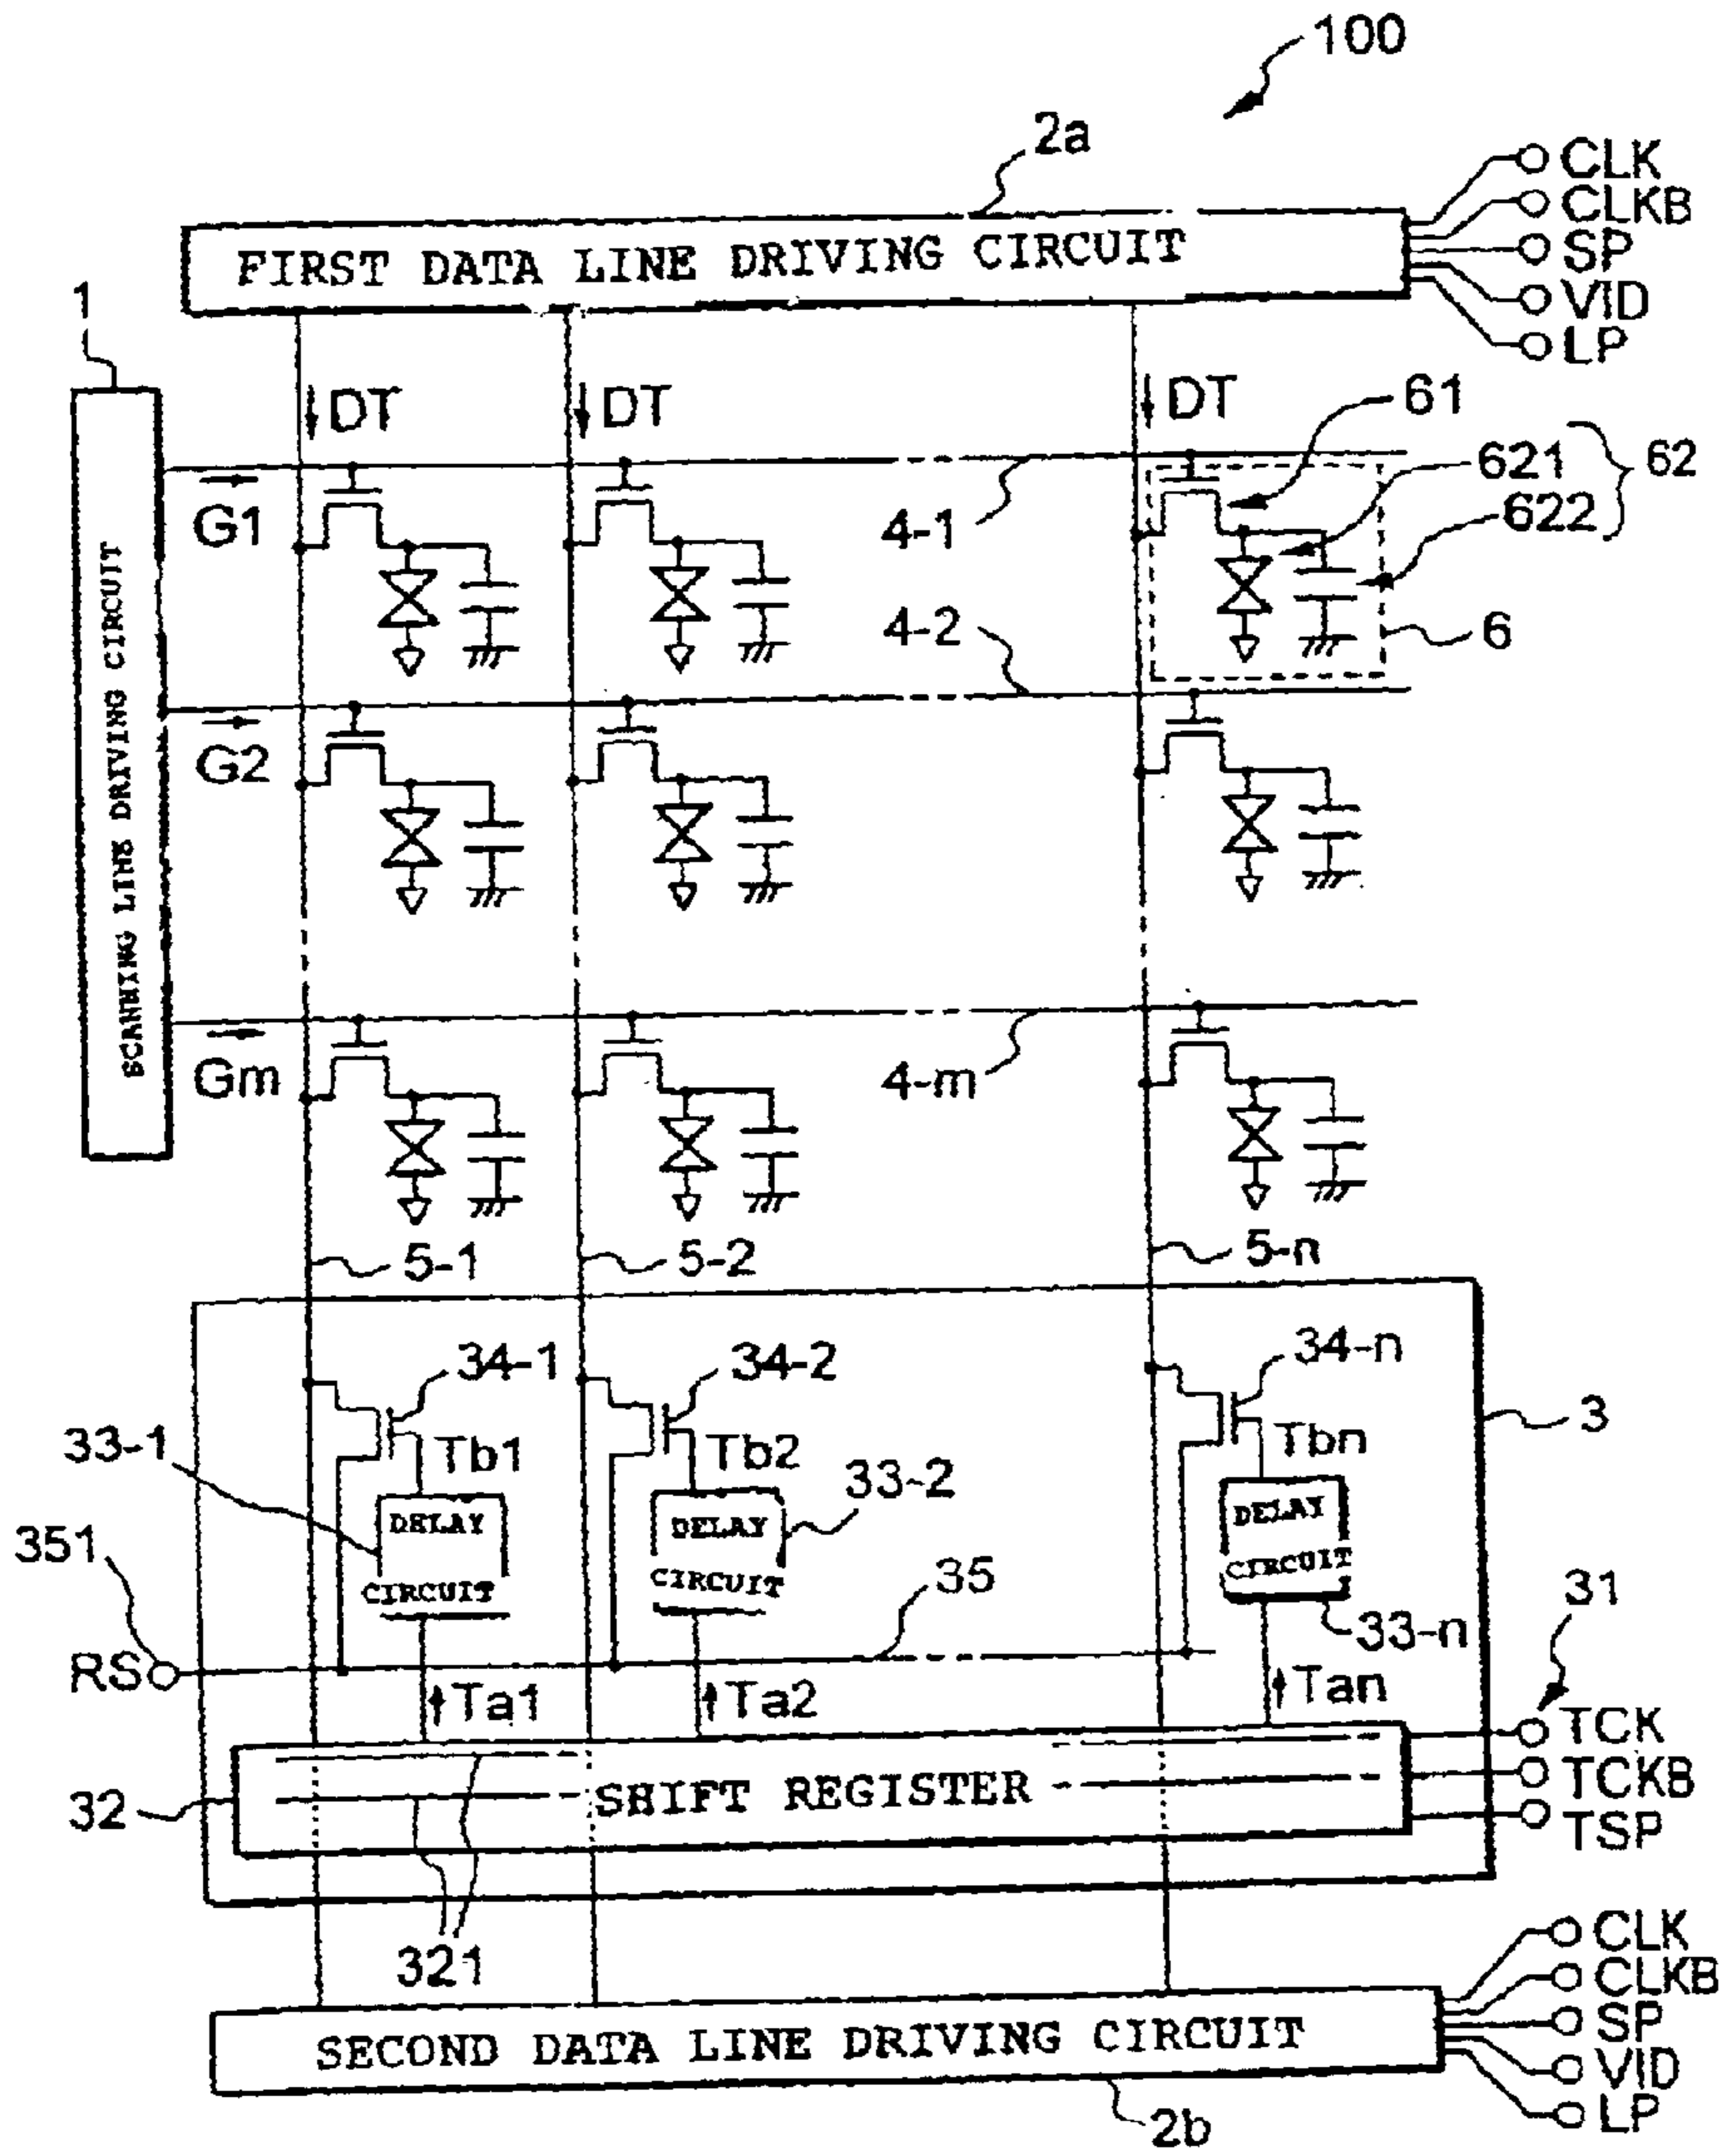 100
2a
CLK
CLKB
SP
VID
LP
FIRST DATA LINE DRIVING CIRCUIT
1
DT
DT
DT
61
621
62
622
G1
4-1
6
SCANNING LINE DRIVING CIRCUIT
4-2
G2
Gm
4-m
5-1
5-2
5-n
34-1
34-2
34-n
3
33-1
Tb1
Tb2
Tbn
33-2
DELAY
CIRCUIT
DELAY
CIRCUIT
DELAY
CIRCUIT
351
35
31
33-n
RS
Ta1
Ta2
Tan
TCK
TCKB
TSP
32
SHIFT REGISTER
321
CLK
CLKB
SP
VID
LP
SECOND DATA LINE DRIVING CIRCUIT
2b